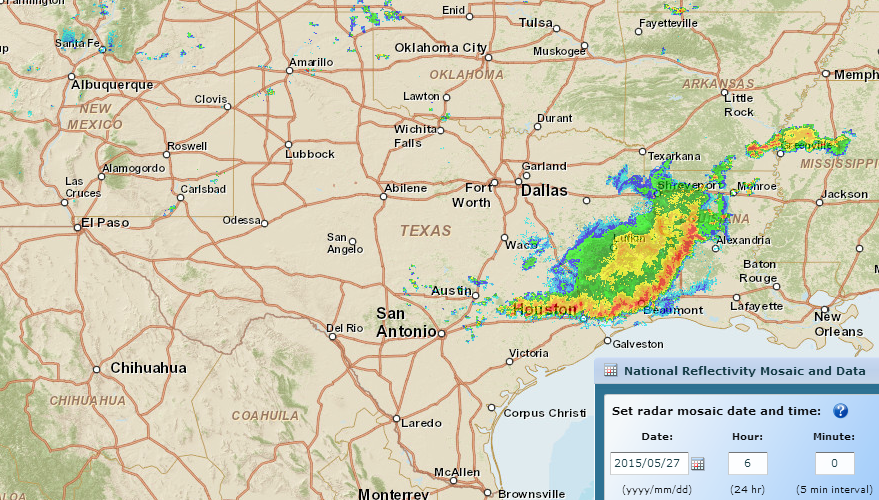 Farmington
Enid
Tulsa
Fayetteville
Santa Fe
Oklahoma City
Muskogee
Amarillo
OKLAHOMA
Albuquerque
ARKANSAS
Memph
Clovis
Lawton
Little
Rock
NEW
MEXICO
Durant
Wichita
Falls
Roswell
Lubbock
Greenville
Texarkana
Garland
MISSISSIPPI
Alamogordo
Las
Cruces
Carlsbad
Abilene
Fort
Worth
Dallas
Shreveport
Monroe
Jackson
El Paso
Odessa
TEXAS
San
Angelo
Waco
Lufkin
Alexandria
Baton
Rouge
Austin
Houston
Beaumont
Lafayette
New
Orleans
San
Antonio
Del Rio
Galveston
Victoria
Chihuahua
CHIHUAHUA
COAHUILA
Laredo
Corpus Christi
McAllen
Monterrey
Brownsville
National Reflectivity Mosaic and Data
Set radar mosaic date and time: ?
Date: Hour: Minute:
2015/05/27 6 0
(yyyy/mm/dd) (24 hr) (5 min interval)